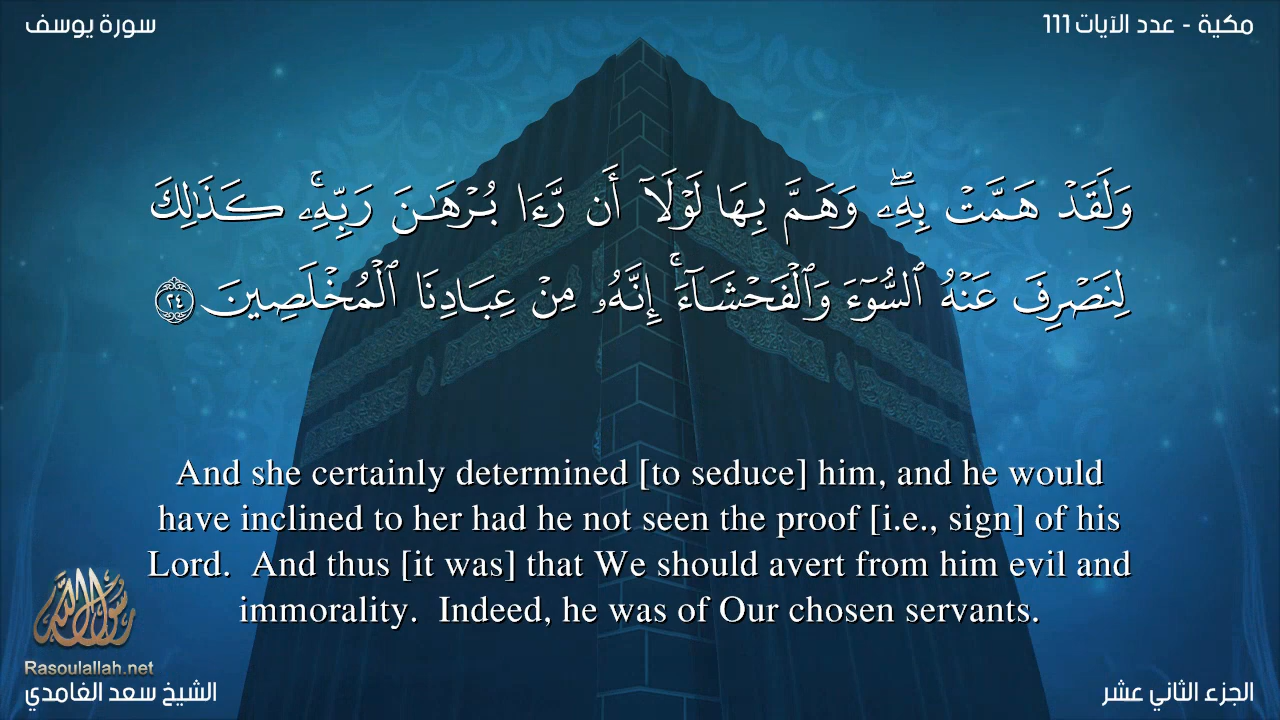 مكية - عدد الآيات 111
سورة يوسف
وَلَقَدْ هَمَّتْ بِهِۦ ۖ وَهَمَّ بِهَا لَوْلَآ أَن رَّءَا بُرْهَـٰنَ رَبِّهِۦ ۚ كَذَٰلِكَ
لِنَصْرِفَ عَنْهُ ٱلسُّوٓءَ وَٱلْفَحْشَآءَ ۚ إِنَّهُۥ مِنْ عِبَادِنَا ٱلْمُخْلَصِينَ ٢٤
And she certainly determined [to seduce] him, and he would
have inclined to her had he not seen the proof [i.e., sign] of his
Lord.  And thus [it was] that We should avert from him evil and
immorality.  Indeed, he was of Our chosen servants.
رسول الله
Rasoulallah.net
الشيخ سعد الغامدي
الجزء الثاني عشر